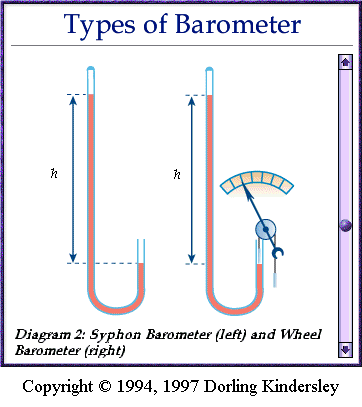 Types of Barometer
h
h
Diagram 2: Syphon Barometer (left) and Wheel
Barometer (right)
Copyright © 1994, 1997 Dorling Kindersley